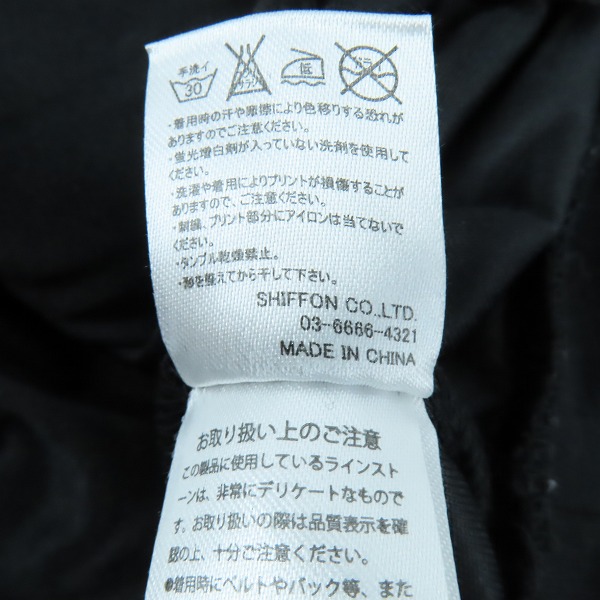 手洗イ
30
エンソ
サラシ
低
ドライ
・着用時の汗や摩擦により色移りする恐れが
ありますのでご注意ください。
・蛍光増白剤が入っていない洗剤を使用して
ください。
・洗濯や着用によりプリントが損傷することが
ありますので、ご注意ください。
・刺繍、プリント部分にアイロンは当てないで
ください。
・タンブル乾燥禁止。
・形を整えてからそして下さい。
SHIFFON CO.,LTD.
03-6666-4321
MADE IN CHINA
お取り扱い上のご注意
この製品に使用しているラインスト
ーンは、非常にデリケートなもので
す。お取り扱いの際は品質表示を確
認の上、十分ご注意ください。
●着用時にベルトやバック等、また